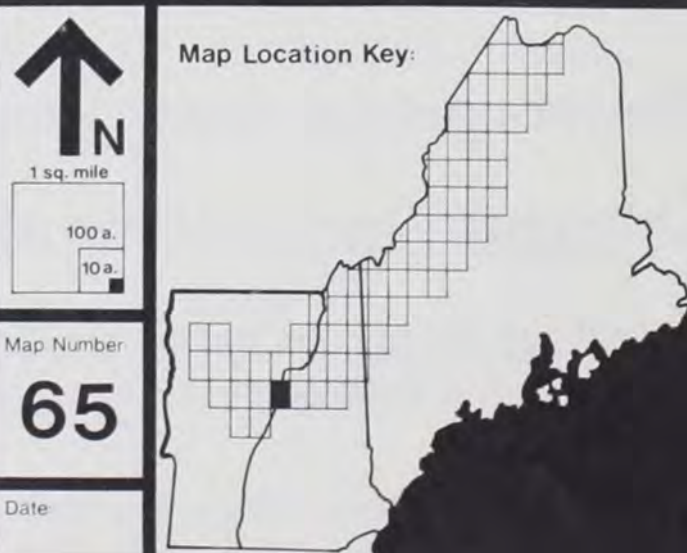 N
1 sq. mile
100 a.
10 a.
Map Number
65
Date:
Map Location Key: